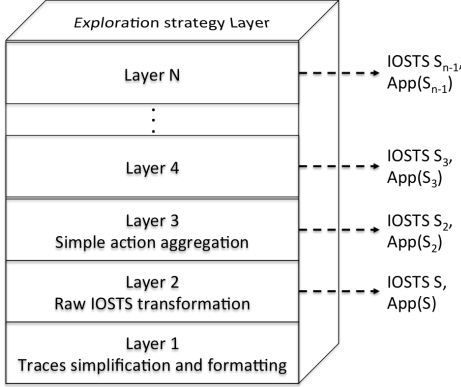 Exploration strategy Layer
Layer N
IOSTS Sn-1,
App(Sn-1)
⋮
Layer 4
IOSTS S3,
App(S3)
Layer 3
Simple action aggregation
IOSTS S2,
App(S2)
Layer 2
Raw IOSTS transformation
IOSTS S,
App(S)
Layer 1
Traces simplification and formatting